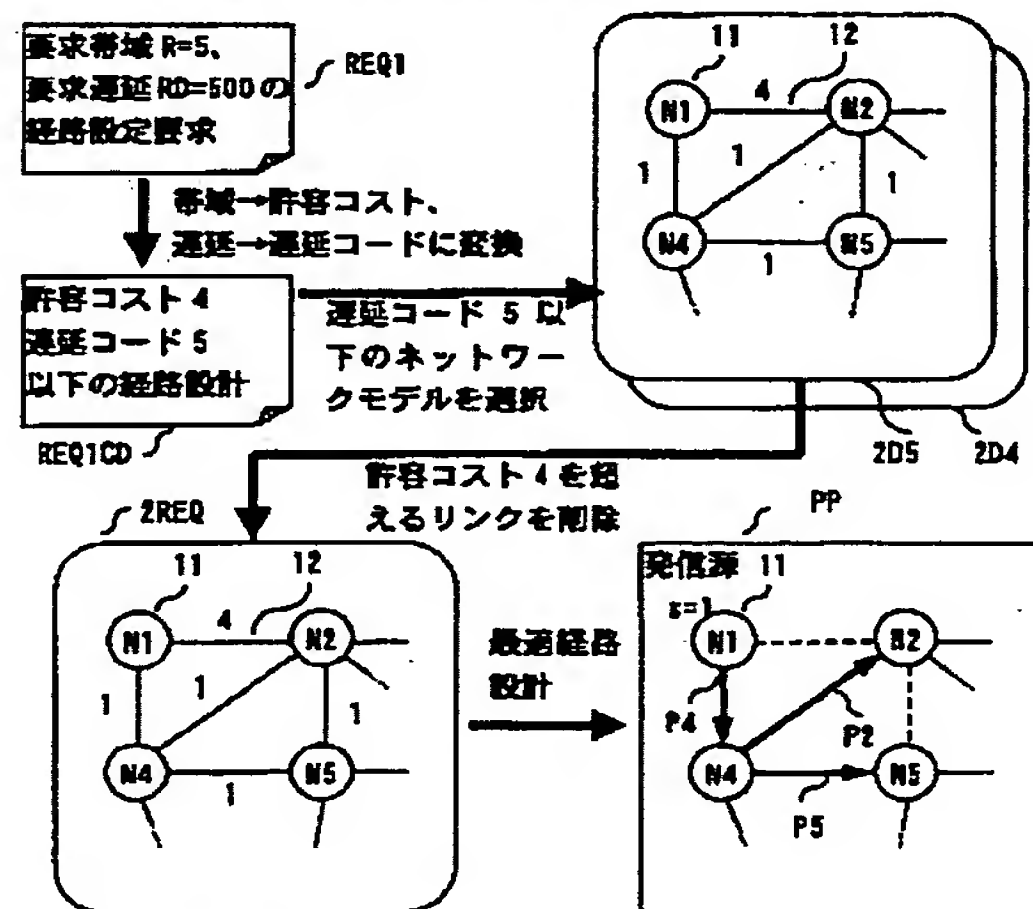 要求帯域 R=5、
要求遅延 RD=500 の
経路設定要求
REQ1
帯域→許容コスト、
遅延→遅延コードに変換
許容コスト 4
遅延コード 5
以下の経路設計
REQ1CD
遅延コード 5 以
下のネットワー
クモデルを選択
11
12
N1
4
N2
1
1
1
N4
1
N5
2D5
2D4
許容コスト 4 を超
えるリンクを削除
2REQ
11
12
N1
4
N2
1
1
1
N4
1
N5
最適経路
設計
PP
発信源 11
s=1
N1
N2
P4
P2
N4
N5
P5